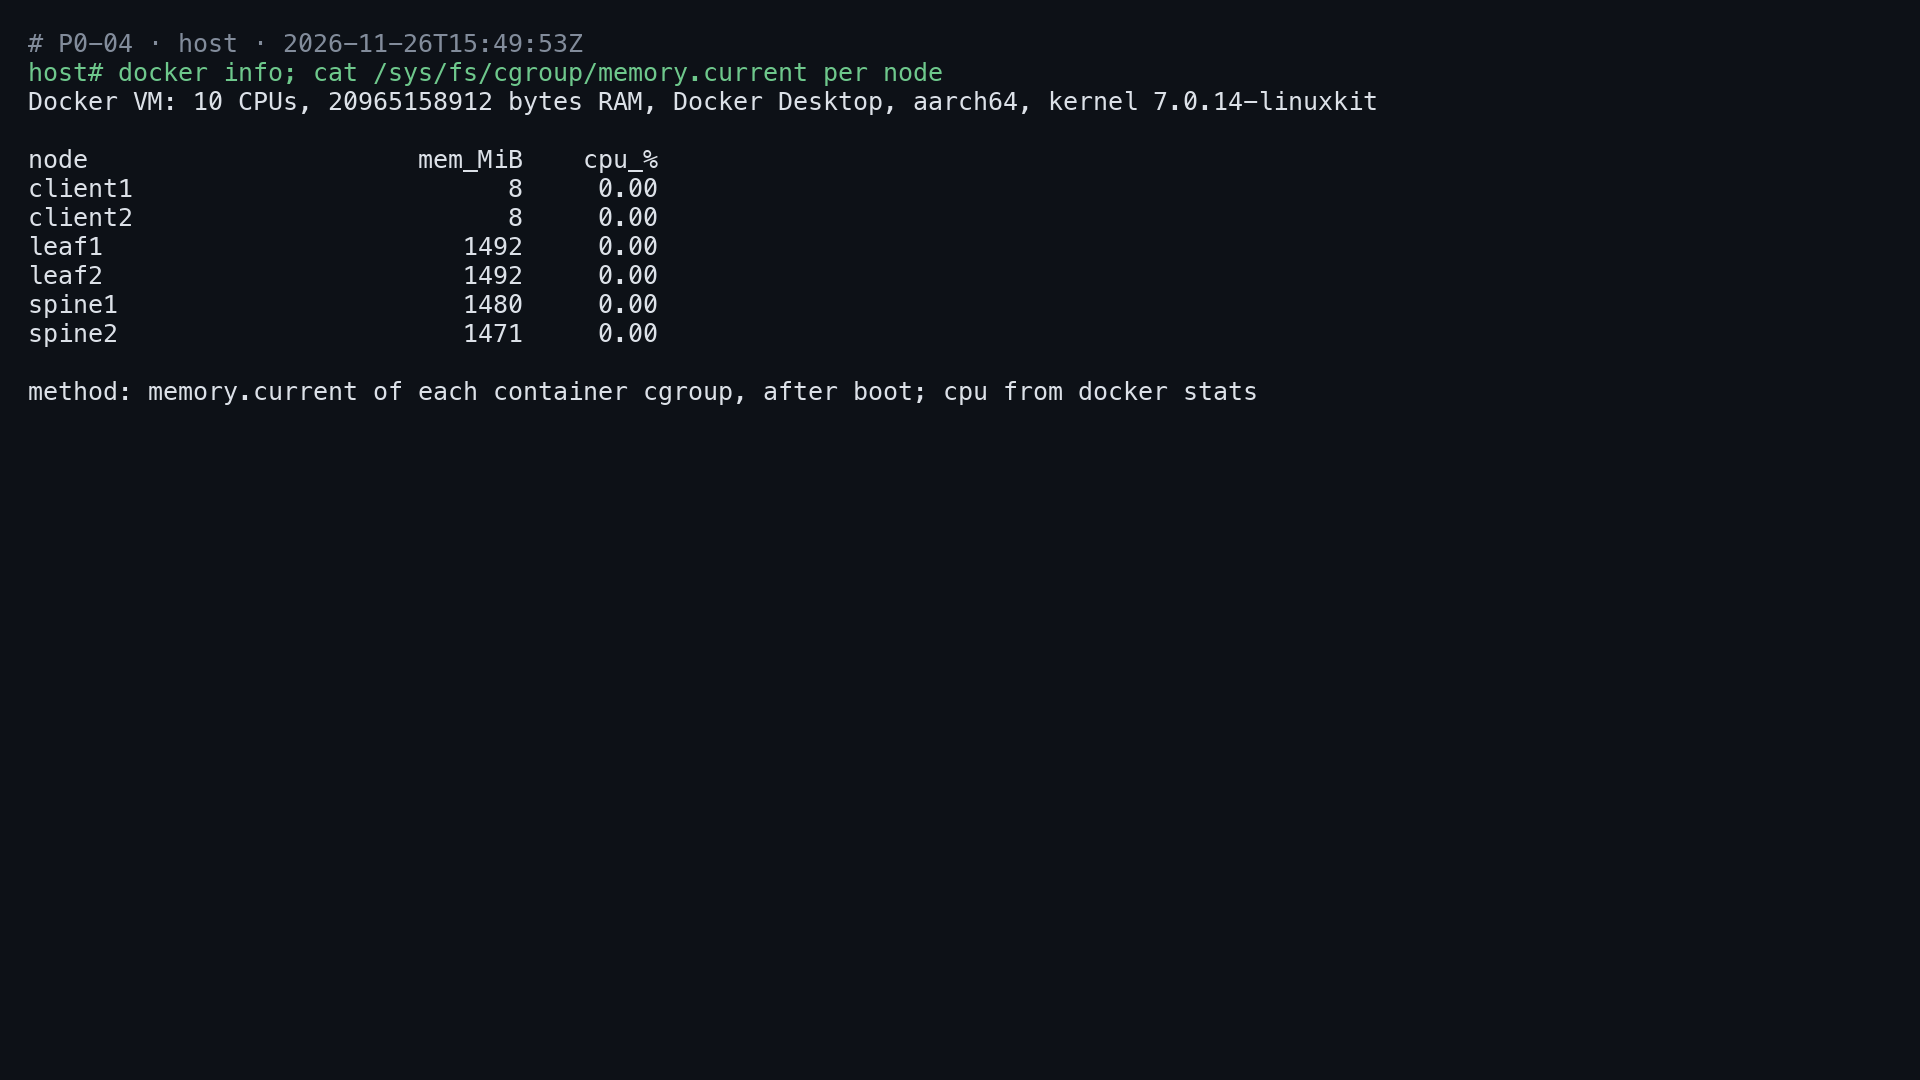 # P0-04 · host · 2026-11-26T15:49:53Z
host# docker info; cat /sys/fs/cgroup/memory.current per node
Docker VM: 10 CPUs, 20965158912 bytes RAM, Docker Desktop, aarch64, kernel 7.0.14-linuxkit
node mem_MiB cpu_%
client1 8 0.00
client2 8 0.00
leaf1 1492 0.00
leaf2 1492 0.00
spine1 1480 0.00
spine2 1471 0.00
method: memory.current of each container cgroup, after boot; cpu from docker stats